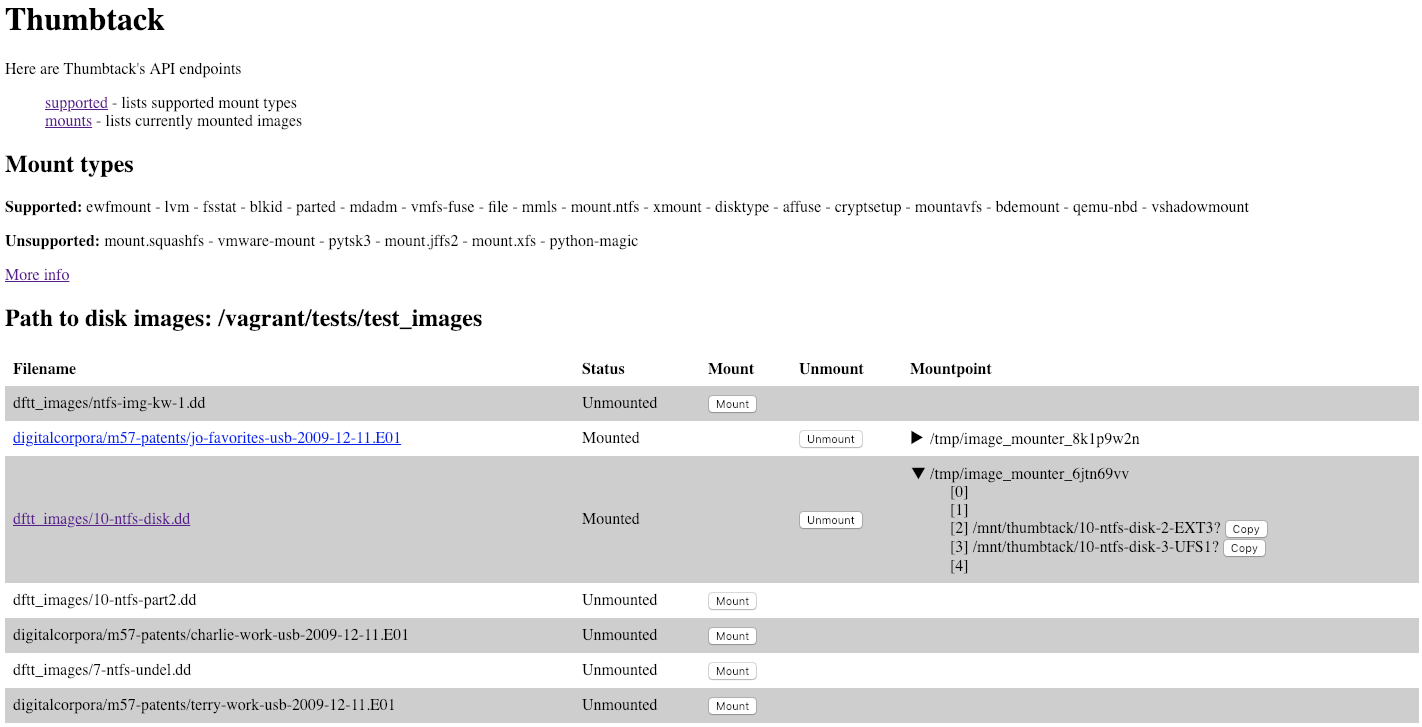 Thumbtack
Here are Thumbtack's API endpoints
supported - lists supported mount types
mounts - lists currently mounted images
Mount types
Supported: ewfmount - lvm - fsstat - blkid - parted - mdadm - vmfs-fuse - file - mmls - mount.ntfs - xmount - disktype - affuse - cryptsetup - mountavfs - bdemount - qemu-nbd - vshadowmount
Unsupported: mount.squashfs - vmware-mount - pytsk3 - mount.jffs2 - mount.xfs - python-magic
More info
Path to disk images: /vagrant/tests/test_images
Filename Status Mount Unmount Mountpoint
dftt_images/ntfs-img-kw-1.dd Unmounted Mount
digitalcorpora/m57-patents/jo-favorites-usb-2009-12-11.E01 Mounted Unmount ▶ /tmp/image_mounter_8k1p9w2n
dftt_images/10-ntfs-disk.dd Mounted Unmount ▼ /tmp/image_mounter_6jtn69vv
[0]
[1]
[2] /mnt/thumbtack/10-ntfs-disk-2-EXT3? Copy
[3] /mnt/thumbtack/10-ntfs-disk-3-UFS1? Copy
[4]
dftt_images/10-ntfs-part2.dd Unmounted Mount
digitalcorpora/m57-patents/charlie-work-usb-2009-12-11.E01 Unmounted Mount
dftt_images/7-ntfs-undel.dd Unmounted Mount
digitalcorpora/m57-patents/terry-work-usb-2009-12-11.E01 Unmounted Mount